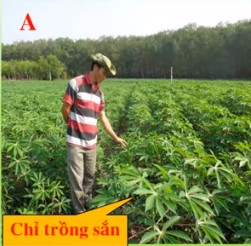 A
Chỉ trồng sắn